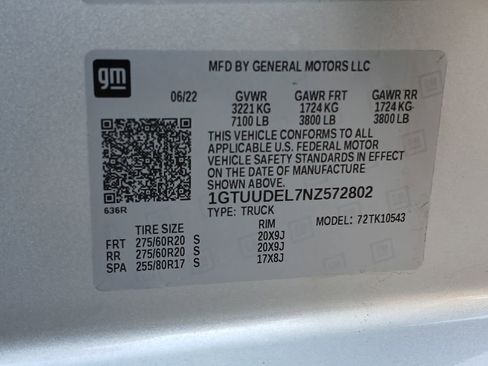 gm
MFD BY GENERAL MOTORS LLC
06/22 GVWR GAWR FRT GAWR RR
3221 KG 1724 KG 1724 KG
7100 LB 3800 LB 3800 LB
THIS VEHICLE CONFORMS TO ALL
APPLICABLE U.S. FEDERAL MOTOR
VEHICLE SAFETY STANDARDS IN EFFECT
ON THE DATE OF MANUFACTURE
SHOWN ABOVE.
636R 1GTUUDEL7NZ572802
TYPE: TRUCK
TIRE SIZE RIM MODEL: 72TK10543
FRT 275/60R20 S 20X9J
RR 275/60R20 S 20X9J
SPA 255/80R17 S 17X8J